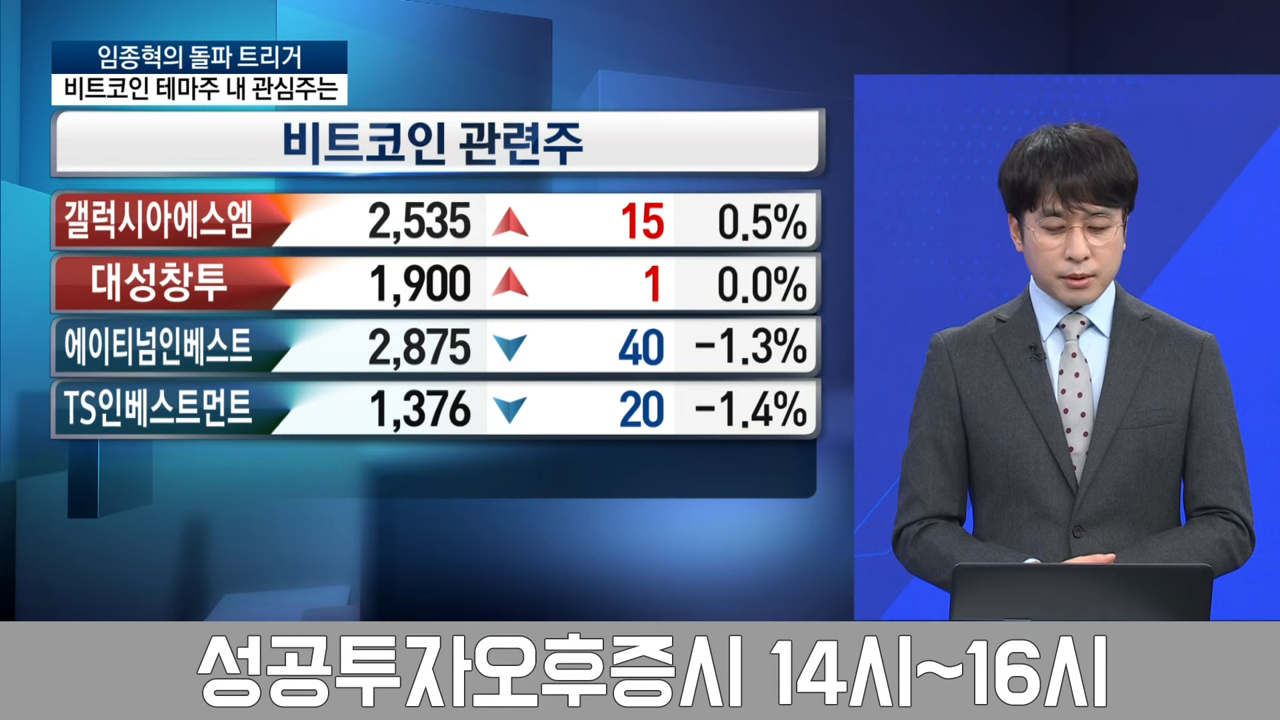 임종혁의 돌파 트리거
비트코인 테마주 내 관심주는
비트코인 관련주
갤럭시아에스엠 2,535 ▲ 15 0.5%
대성창투 1,900 ▲ 1 0.0%
에이티넘인베스트 2,875 ▼ 40 -1.3%
TS인베스트먼트 1,376 ▼ 20 -1.4%
성공투자오후증시 14시~16시